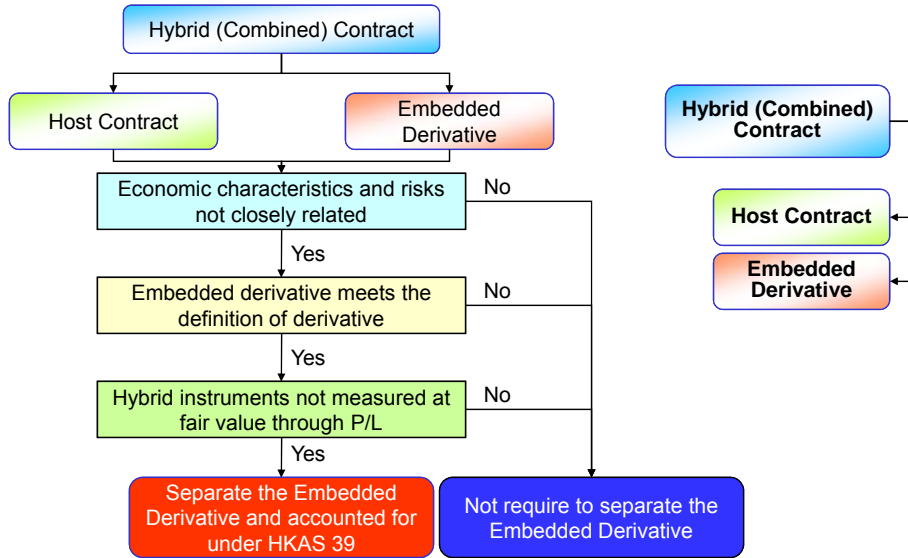 Hybrid (Combined) Contract
Host Contract
Embedded
Derivative
Economic characteristics and risks
not closely related
No
Yes
Embedded derivative meets the
definition of derivative
No
Yes
Hybrid instruments not measured at
fair value through P/L
No
Yes
Separate the Embedded
Derivative and accounted for
under HKAS 39
Not require to separate the
Embedded Derivative
Hybrid (Combined)
Contract
Host Contract
Embedded
Derivative